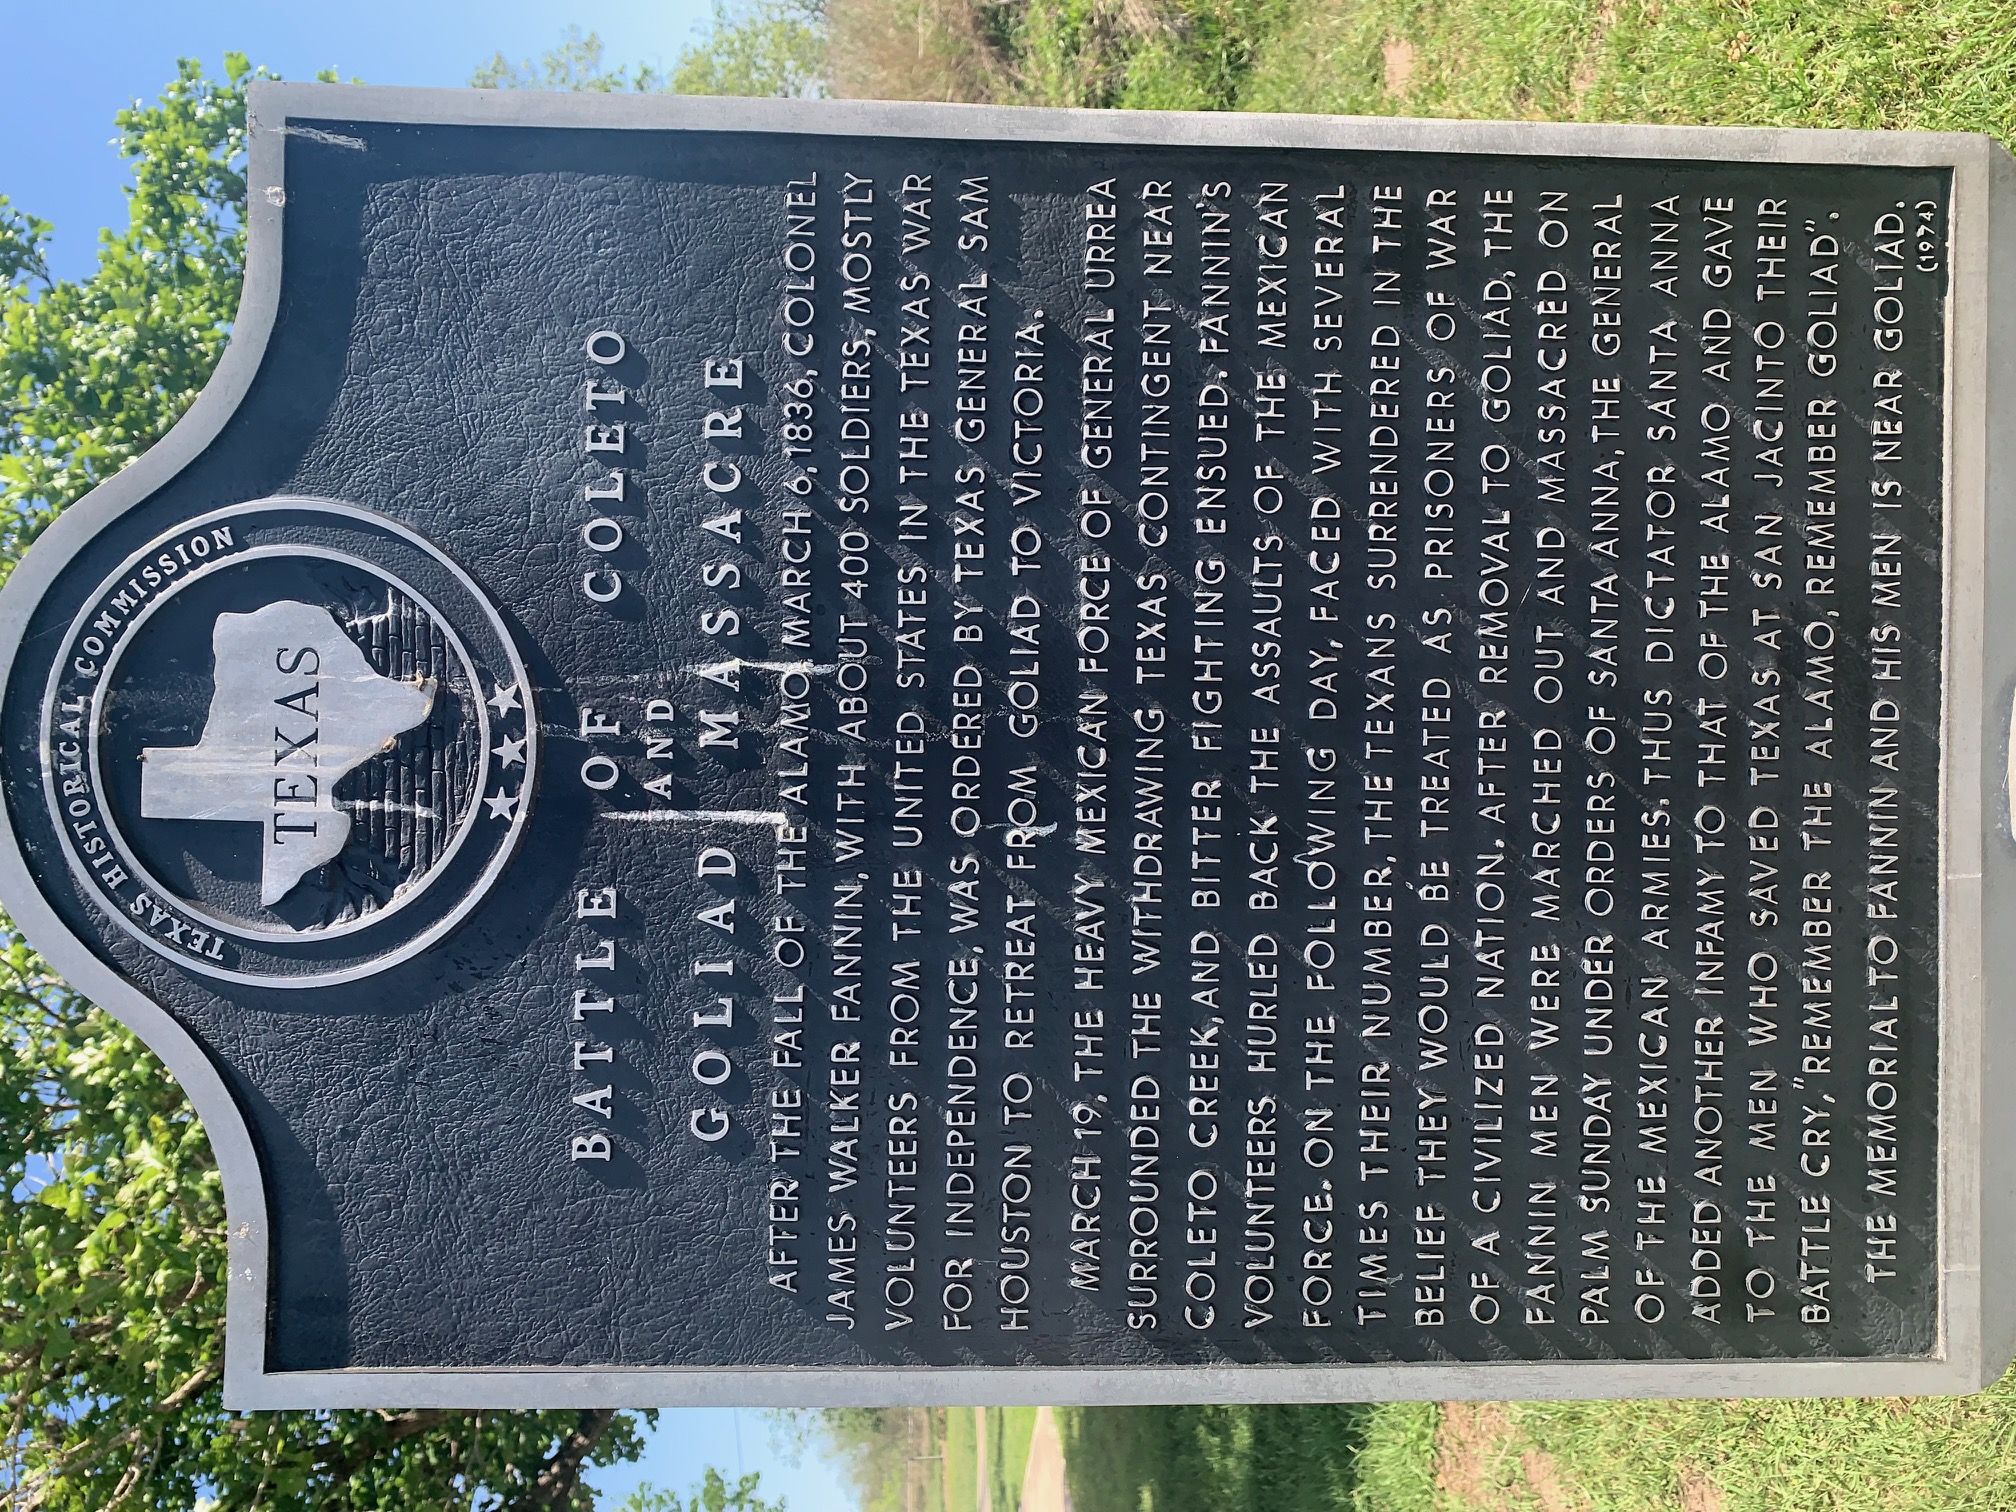 TEXAS HISTORICAL COMMISSION
TEXAS
BATTLE OF COLETO
AND
GOLIAD MASSACRE
AFTER THE FALL OF THE ALAMO MARCH 6, 1836, COLONEL
JAMES WALKER FANNIN, WITH ABOUT 400 SOLDIERS, MOSTLY
VOLUNTEERS FROM THE UNITED STATES IN THE TEXAS WAR
FOR INDEPENDENCE, WAS ORDERED BY TEXAS GENERAL SAM
HOUSTON TO RETREAT FROM GOLIAD TO VICTORIA.
MARCH 19, THE HEAVY MEXICAN FORCE OF GENERAL URREA
SURROUNDED THE WITHDRAWING TEXAS CONTINGENT NEAR
COLETO CREEK, AND BITTER FIGHTING ENSUED. FANNIN'S
VOLUNTEERS HURLED BACK THE ASSAULTS OF THE MEXICAN
FORCE. ON THE FOLLOWING DAY, FACED WITH SEVERAL
TIMES THEIR NUMBER, THE TEXANS SURRENDERED IN THE
BELIEF THEY WOULD BE TREATED AS PRISONERS OF WAR
OF A CIVILIZED NATION. AFTER REMOVAL TO GOLIAD, THE
FANNIN MEN WERE MARCHED OUT AND MASSACRED ON
PALM SUNDAY UNDER ORDERS OF SANTA ANNA, THE GENERAL
OF THE MEXICAN ARMIES. THUS DICTATOR SANTA ANNA
ADDED ANOTHER INFAMY TO THAT OF THE ALAMO AND GAVE
TO THE MEN WHO SAVED TEXAS AT SAN JACINTO THEIR
BATTLE CRY, "REMEMBER THE ALAMO, REMEMBER GOLIAD".
THE MEMORIAL TO FANNIN AND HIS MEN IS NEAR GOLIAD.
(1974)